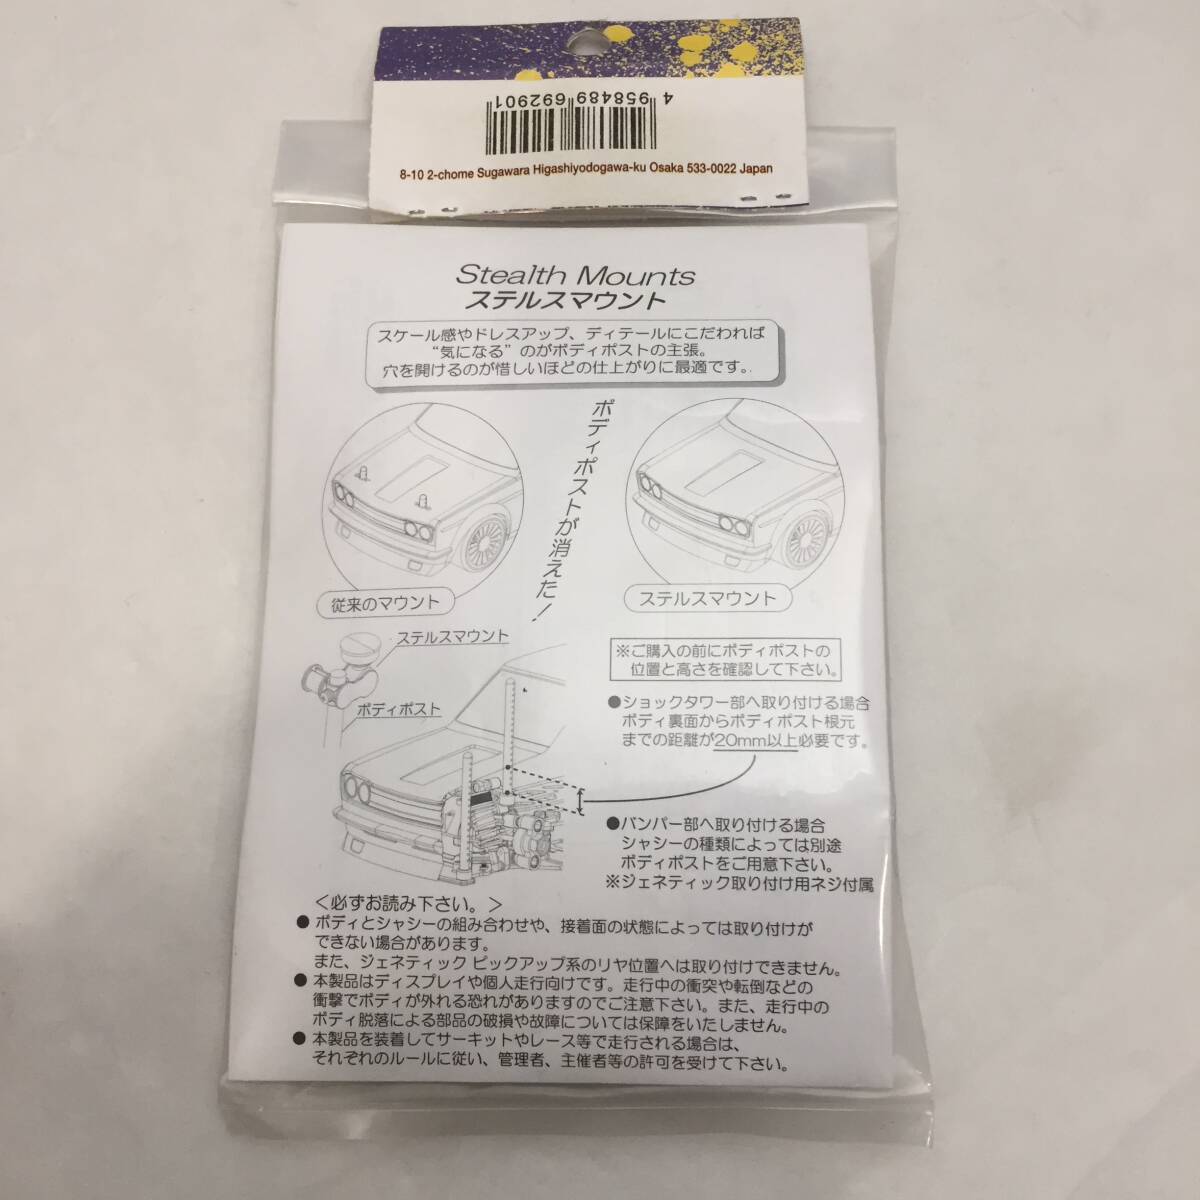 4 958489 692901
8-10 2-chome Sugawara Higashiyodogawa-ku Osaka 533-0022 Japan
Stealth Mounts
ステルスマウント
スケール感やドレスアップ、ディテールにこだわれば
“気になる”のがボディポストの主張。
穴を開けるのが惜しいほどの仕上がりに最適です。
ボディポストが消えた!
従来のマウント
ステルスマウント
ステルスマウント
ボディポスト
※ご購入の前にボディポストの
位置と高さを確認して下さい。
●ショックタワー部へ取り付ける場合
ボディ裏面からボディポスト根元
までの距離が20mm以上必要です。
●バンパー部へ取り付ける場合
シャシーの種類によっては別途
ボディポストをご用意下さい。
※ジェネティック取り付け用ネジ付属
＜必ずお読み下さい。＞
● ボディとシャシーの組み合わせや、接着面の状態によっては取り付けが
できない場合があります。
また、ジェネティック ピックアップ系のリヤ位置へは取り付けできません。
● 本製品はディスプレイや個人走行向けです。走行中の衝突や転倒などの
衝撃でボディが外れる恐れがありますのでご注意下さい。また、走行中の
ボディ脱落による部品の破損や故障については保障をいたしません。
● 本製品を装着してサーキットやレース等で走行される場合は、
それぞれのルールに従い、管理者、主催者等の許可を受けて下さい。